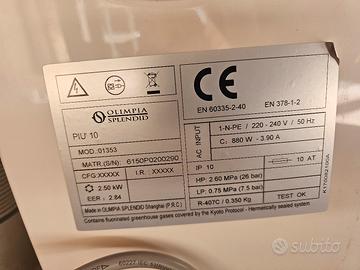 OLIMPIA
SPLENDID
PIU' 10
MOD. 01353
MATR.(S/N) 6150P0200290
CFG.XXXXX
I.R : XXXXX
2.50 kW
EER : 2.84
Made in OLIMPIA SPLENDID Shanghai (P.R.C.)
CE
EN 60335-2-40 EN 378-1-2
AC INPUT
1-N-PE / 220 - 240 V / 50 Hz
C: 880 W - 3.90 A
IP 10
10 AT
HP: 2.60 MPa (26 bar)
LP: 0.75 MPa (7.5 bar)
R-407C / 0.350 Kg
TEST OK
Contains fluorinated greenhouse gases covered by the Kyoto Protocol - Hermetically sealed system
60227 IEC
subito